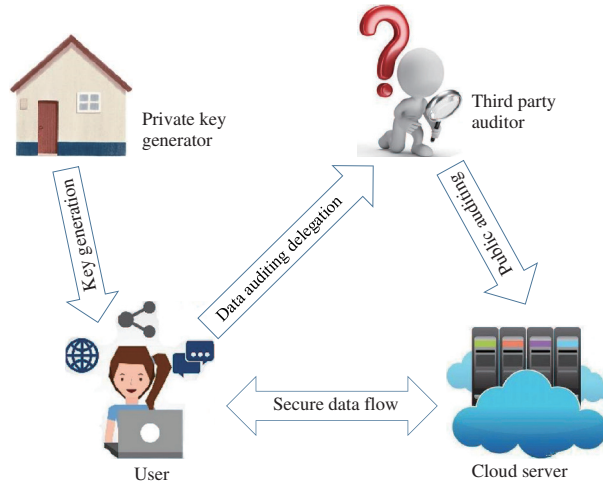 Private key
generator
Third party
auditor
Key generation
Data auditing delegation
Public auditing
Secure data flow
User
Cloud server